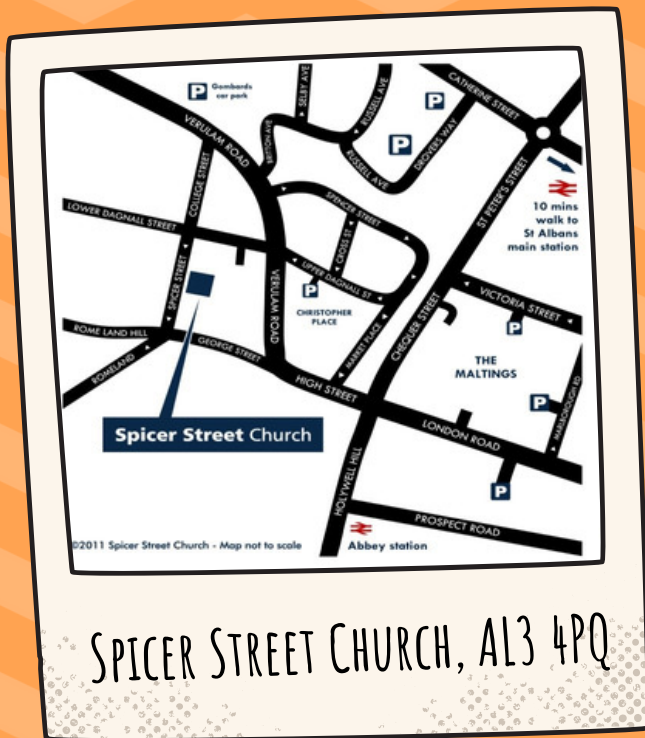 P
Gombards
car park
SELBY AVE
RUSSELL AVE
P
CATHERINE STREET
VERULAM ROAD
BRITTON AVE
P
DROVERS WAY
RUSSELL AVE
COLLEGE STREET
ST PETER'S STREET
10 mins
walk to
St Albans
main station
LOWER DAGNALL STREET
SPENCER STREET
CROSS ST
SPICER STREET
UPPER DAGNALL ST
VERULAM ROAD
P
CHRISTOPHER
PLACE
VICTORIA STREET
P
CHEQUER STREET
MARKET PLACE
ROME LAND HILL
GEORGE STREET
ROMELAND
THE
MALTINGS
HIGH STREET
P
MARLBOROUGH RD
Spicer Street Church
LONDON ROAD
HOLYWELL HILL
P
PROSPECT ROAD
©2011 Spicer Street Church - Map not to scale
Abbey station
SPICER STREET CHURCH, AL3 4PQ